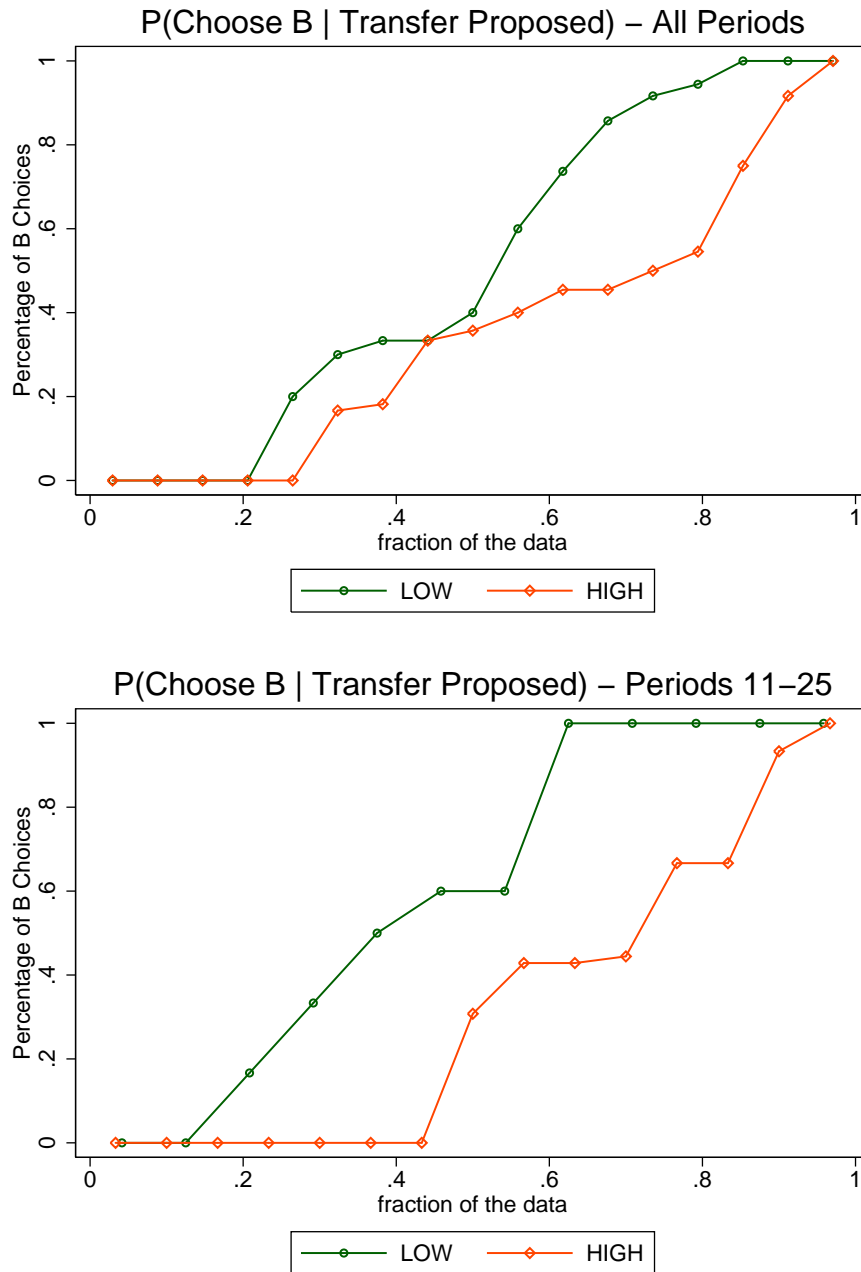 P(Choose B | Transfer Proposed) − All Periods
Percentage of B Choices
1
.8
.6
.4
.2
0
0 .2 .4 .6 .8 1
fraction of the data
LOW HIGH
P(Choose B | Transfer Proposed) − Periods 11−25
Percentage of B Choices
1
.8
.6
.4
.2
0
0 .2 .4 .6 .8 1
fraction of the data
LOW HIGH